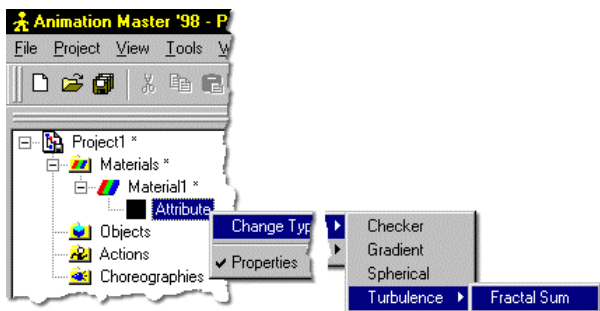 Animation Master '98 - P
File Project View Tools
Project1 *
Materials *
Material1 *
Attribute
Objects
Actions
Choreographies
Change Typ
✓ Properties
Checker
Gradient
Spherical
Turbulence
Fractal Sum